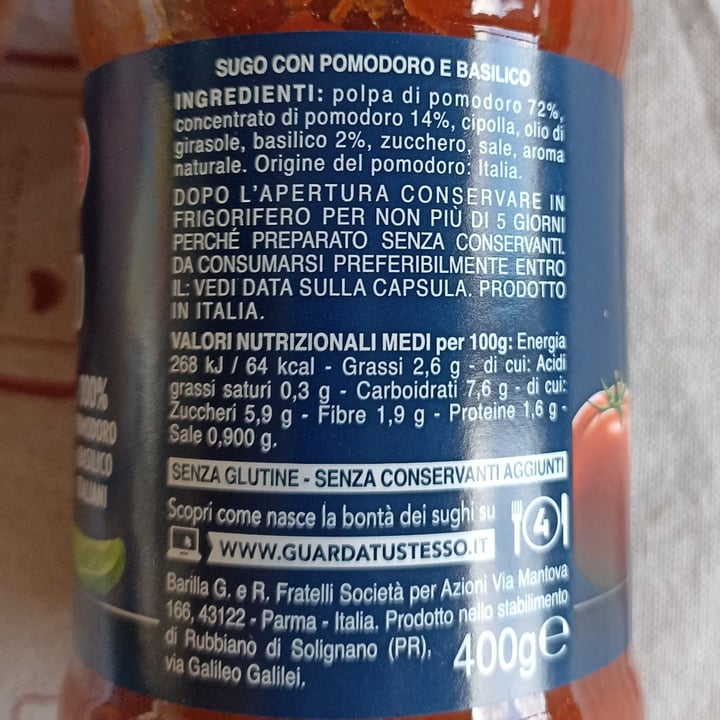 SUGO CON POMODORO E BASILICO
INGREDIENTI: polpa di pomodoro 72%,
concentrato di pomodoro 14%, cipolla, olio di
girasole, basilico 2%, zucchero, sale, aroma
naturale. Origine del pomodoro: Italia.
DOPO L'APERTURA CONSERVARE IN
FRIGORIFERO PER NON PIÙ DI 5 GIORNI
PERCHÉ PREPARATO SENZA CONSERVANTI.
DA CONSUMARSI PREFERIBILMENTE ENTRO
IL: VEDI DATA SULLA CAPSULA. PRODOTTO
IN ITALIA.
VALORI NUTRIZIONALI MEDI per 100g: Energia
268 kJ / 64 kcal - Grassi 2,6 g - di cui: Acidi
grassi saturi 0,3 g - Carboidrati 7,6 g - di cui:
Zuccheri 5,9 g - Fibre 1,9 g - Proteine 1,6 g -
Sale 0,900 g.
SENZA GLUTINE - SENZA CONSERVANTI AGGIUNTI
Scopri come nasce la bontà dei sughi su
WWW.GUARDATUSTESSO.IT
4
Barilla G. e R. Fratelli Società per Azioni Via Mantova
166, 43122 - Parma - Italia. Prodotto nello stabilimento
di Rubbiano di Solignano (PR),
via Galileo Galilei.
400g e
100%